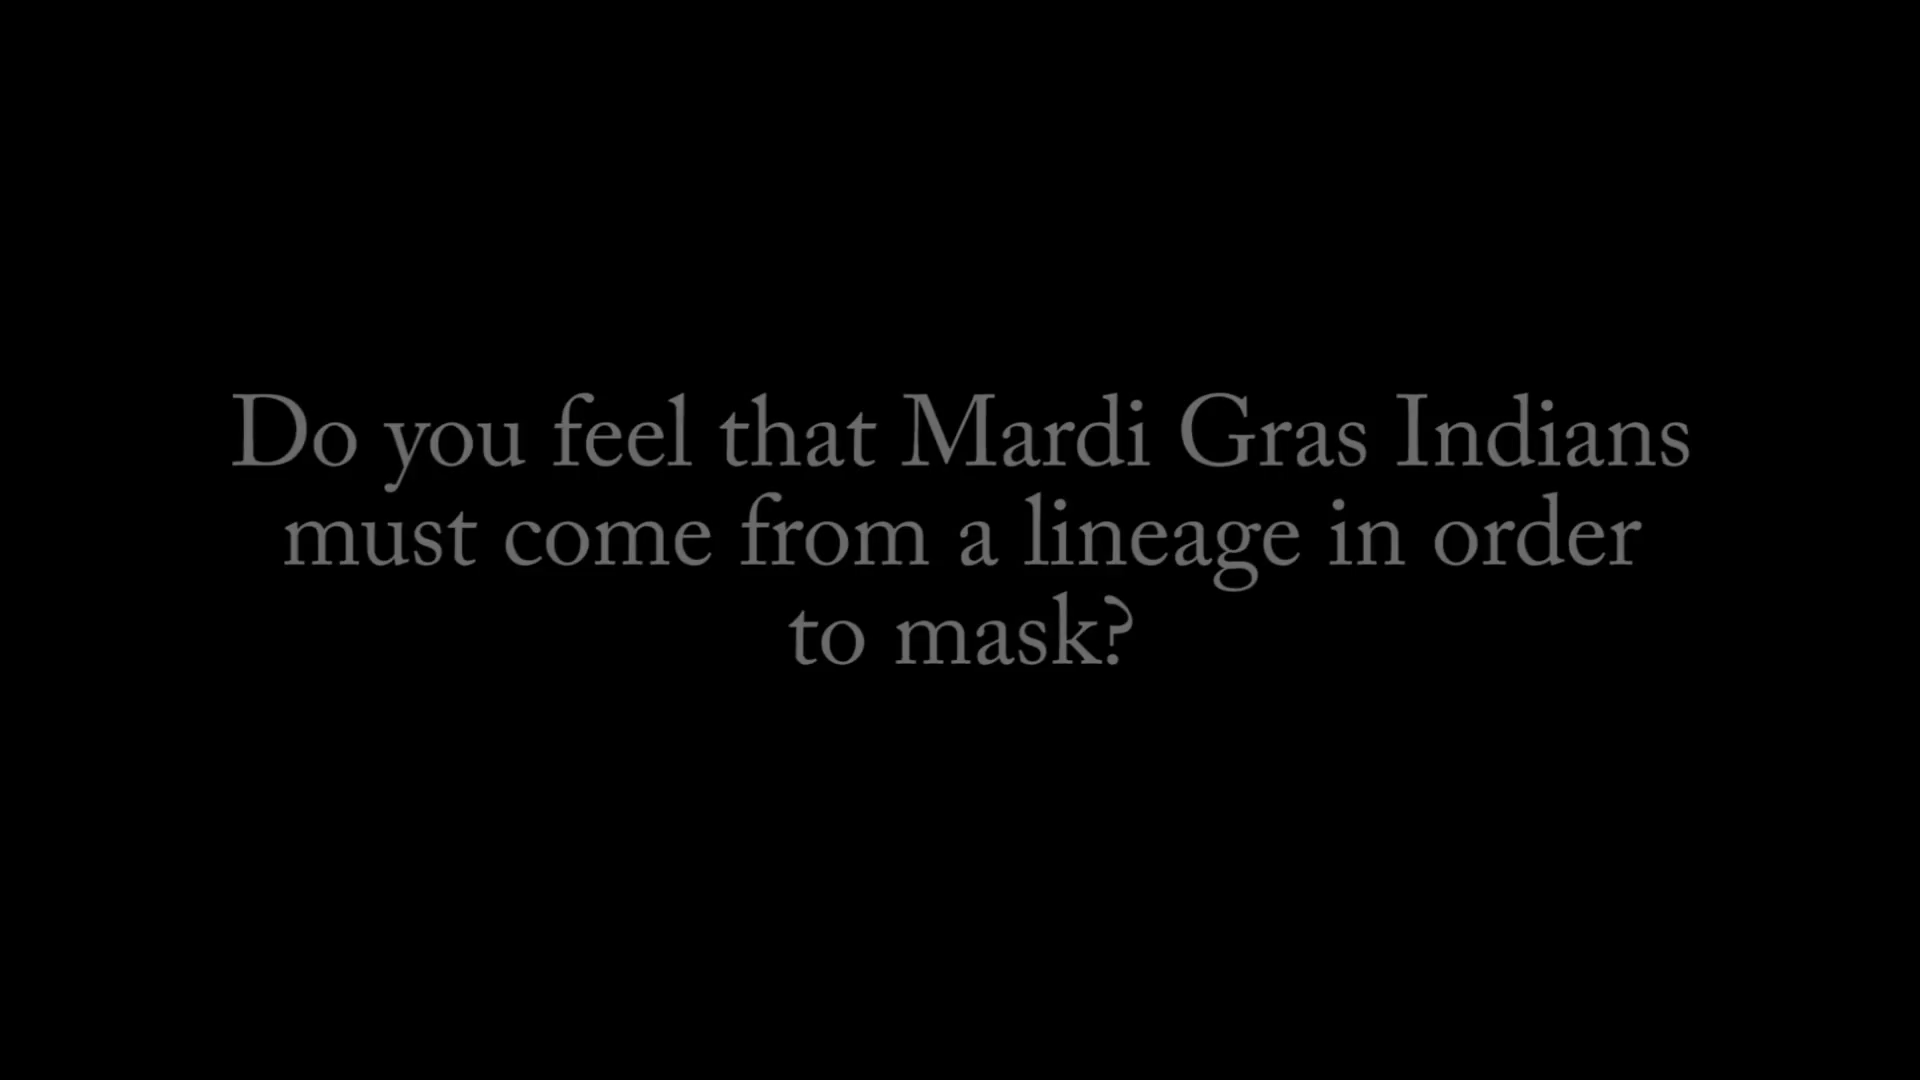 Do you feel that Mardi Gras Indians
must come from a lineage in order
to mask?